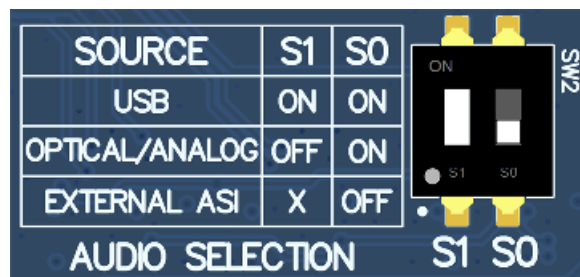 SOURCE S1 S0
USB ON ON
OPTICAL/ANALOG OFF ON
EXTERNAL ASI X OFF
AUDIO SELECTION
ON
S1 S0
SW2
S1 S0